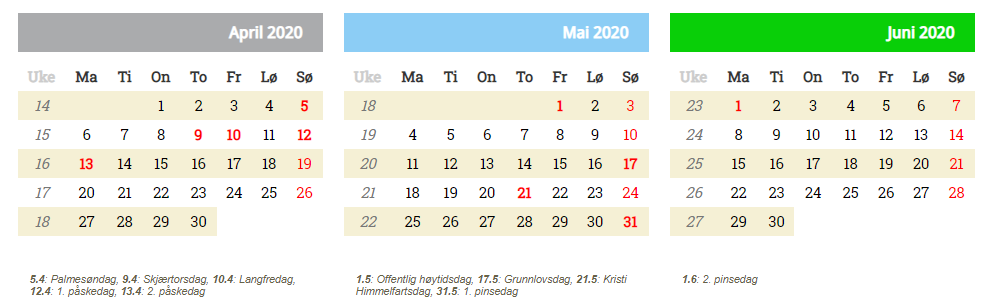 April 2020
Uke Ma Ti On To Fr Lø Sø
14 1 2 3 4 5
15 6 7 8 9 10 11 12
16 13 14 15 16 17 18 19
17 20 21 22 23 24 25 26
18 27 28 29 30
5.4: Palmesøndag, 9.4: Skjærtorsdag, 10.4: Langfredag,
12.4: 1. påskedag, 13.4: 2. påskedag
Mai 2020
Uke Ma Ti On To Fr Lø Sø
18 1 2 3
19 4 5 6 7 8 9 10
20 11 12 13 14 15 16 17
21 18 19 20 21 22 23 24
22 25 26 27 28 29 30 31
1.5: Offentlig høytidsdag, 17.5: Grunnlovsdag, 21.5: Kristi
Himmelfartsdag, 31.5: 1. pinsedag
Juni 2020
Uke Ma Ti On To Fr Lø Sø
23 1 2 3 4 5 6 7
24 8 9 10 11 12 13 14
25 15 16 17 18 19 20 21
26 22 23 24 25 26 27 28
27 29 30
1.6: 2. pinsedag